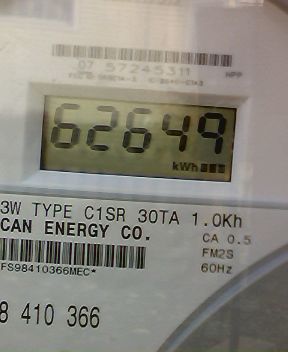 07 57245311
HPP
62649
kWh
3W TYPE C1SR 30TA 1.0Kh
CAN ENERGY CO.
CA 0.5
FM2S
FS98410366MEC*
60Hz
8 410 366